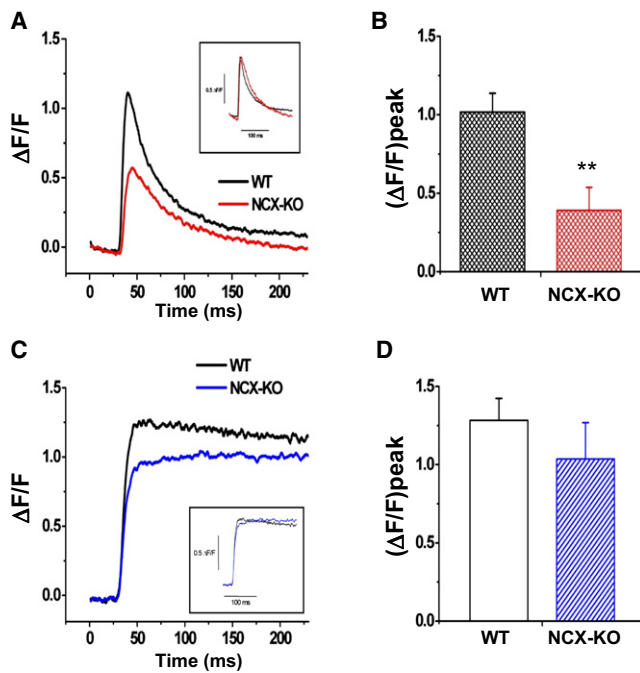 A
ΔF/F
1.5
1.0
0.5
0.0
0 50 100 150 200
Time (ms)
WT
NCX-KO
0.5 ΔF/F
100 ms
B
(ΔF/F)peak
1.5
1.0
0.5
0.0
**
WT NCX-KO
C
ΔF/F
1.5
1.0
0.5
0.0
0 50 100 150 200
Time (ms)
WT
NCX-KO
0.5 ΔF/F
100 ms
D
(ΔF/F)peak
1.5
1.0
0.5
0.0
WT NCX-KO